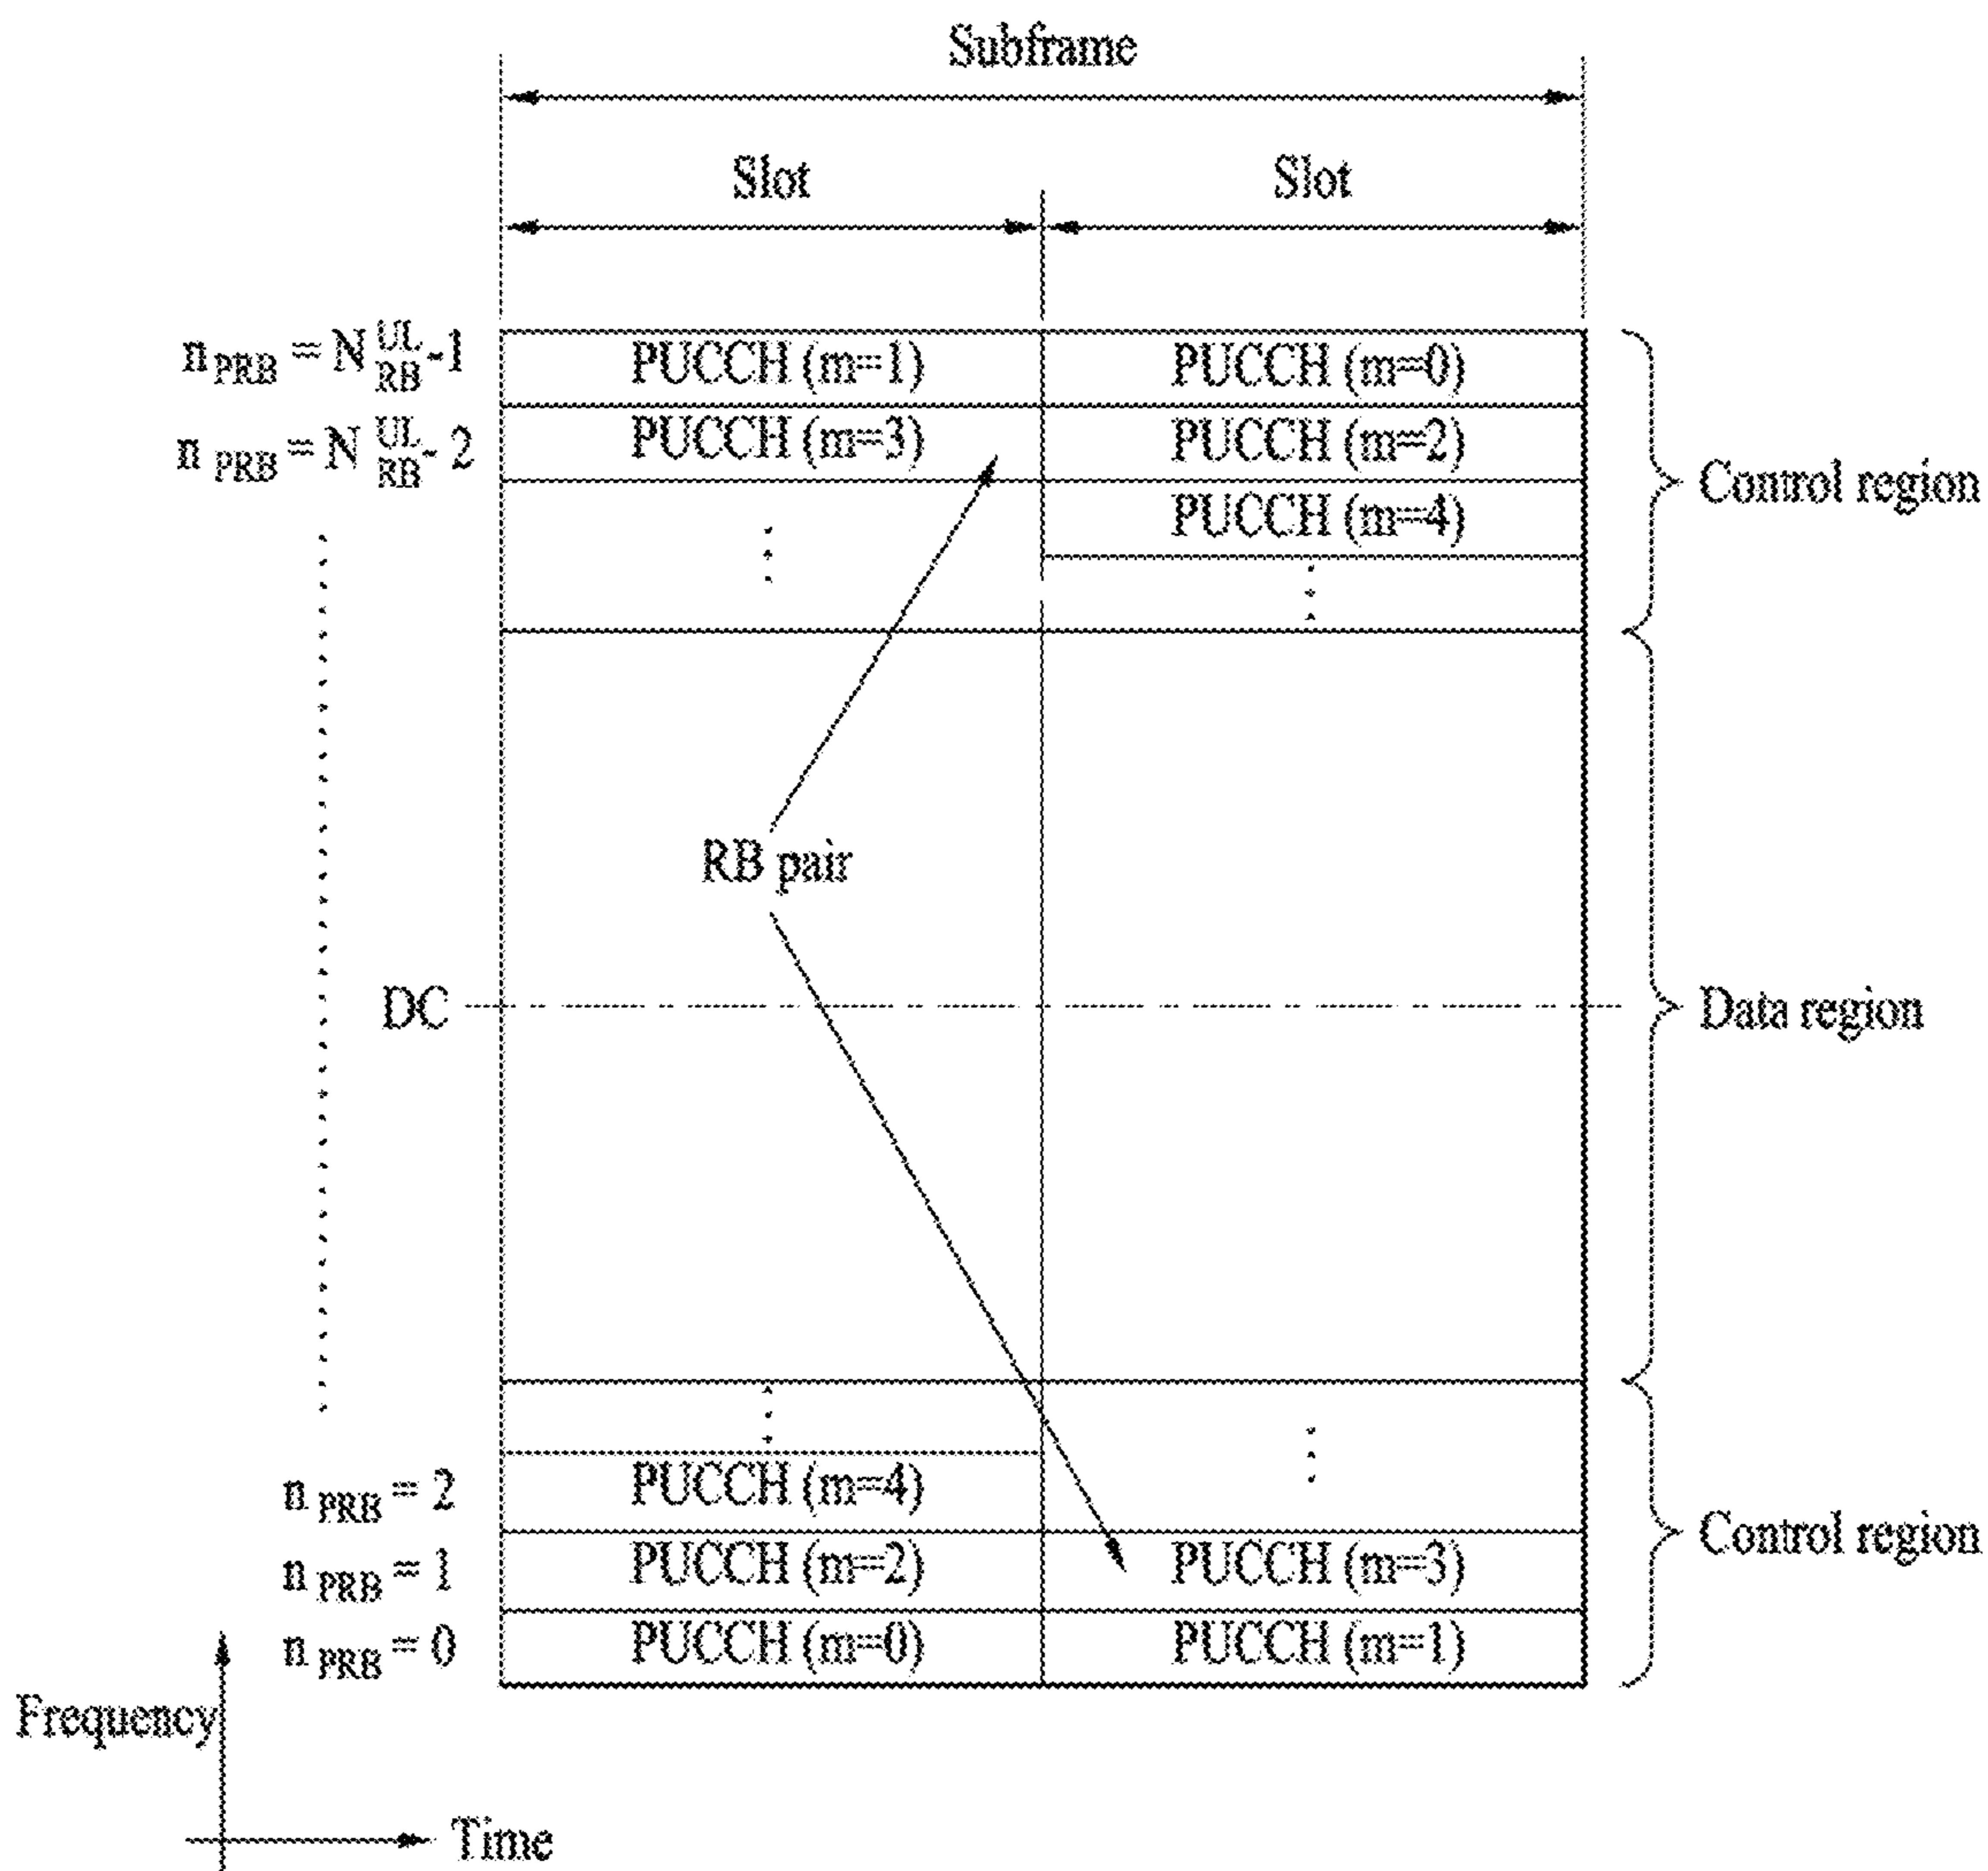 Subframe
Slot Slot
n PRB = N UL RB -1 PUCCH (m=1) PUCCH (m=0)
n PRB = N UL RB - 2 PUCCH (m=3) PUCCH (m=2)
PUCCH (m=4)
Control region
RB pair
DC
Data region
n PRB = 2 PUCCH (m=4)
Control region
n PRB = 1 PUCCH (m=2) PUCCH (m=3)
n PRB = 0 PUCCH (m=0) PUCCH (m=1)
Frequency
Time